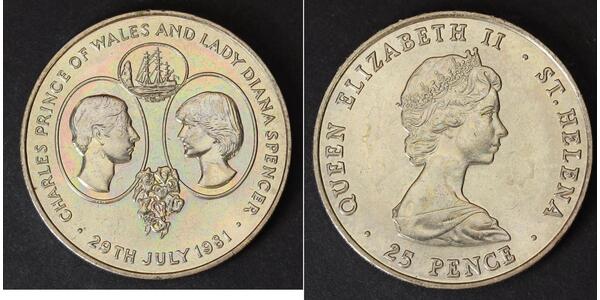 · CHARLES PRINCE OF WALES AND LADY DIANA SPENCER ·
29TH JULY 1981
QUEEN ELIZABETH II · ST. HELENA ·
25 PENCE ·